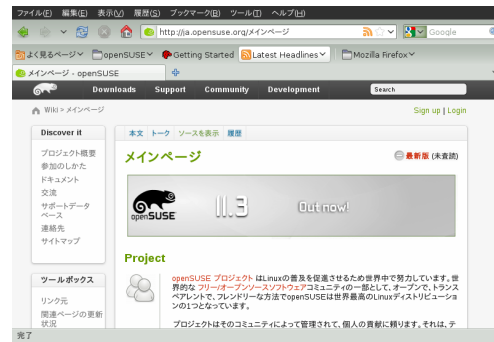 ファイル(F) 編集(E) 表示(V) 履歴(S) ブックマーク(B) ツール(T) ヘルプ(H)
http://ja.opensuse.org/メインページ Google
よく見るページ openSUSE Getting Started Latest Headlines Mozilla Firefox
メインページ - openSUSE
Downloads Support Community Development Search
Wiki > メインページ Sign up | Login
Discover it
プロジェクト概要
参加のしかた
ドキュメント
交流
サポートデータ
ベース
連絡先
サイトマップ
ツールボックス
リンク元
関連ページの更新
状況
本文 トーク ソースを表示 履歴
メインページ 最新版 (未査読)
openSUSE 11.3 Out now!
Project
openSUSE プロジェクト はLinuxの普及を促進させるため世界中で努力しています。世
界的な フリー/オープンソースソフトウェアコミュニティの一部として、オープンで、トランス
ペアレントで、フレンドリーな方法でopenSUSEは世界最高のLinuxディストリビューショ
ンの1つとなっています。
プロジェクトはそのコミュニティによって管理されて、個人の貢献に頼ります。それは、テ
完了